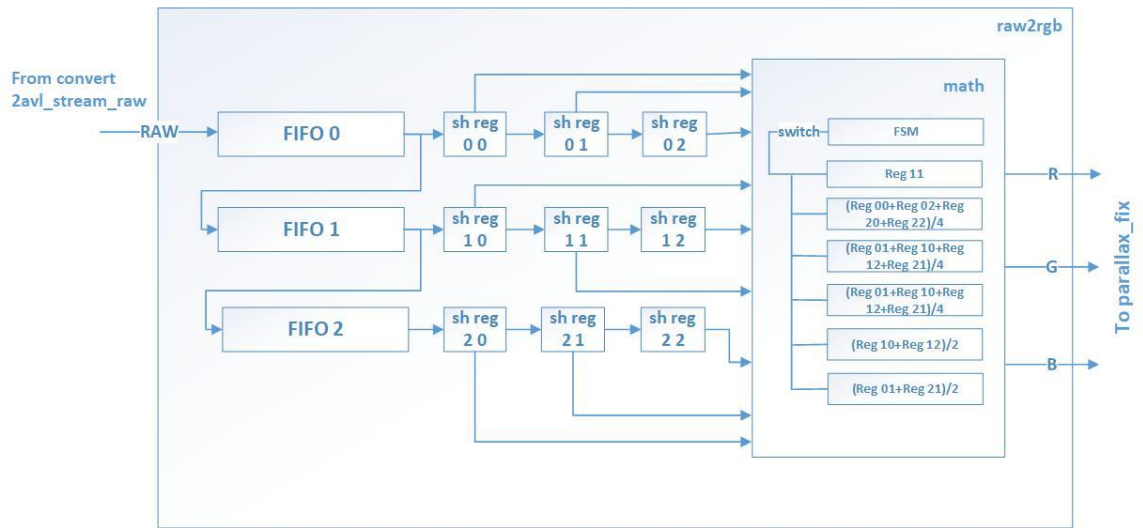 raw2rgb
From convert
2avl_stream_raw
RAW
FIFO 0
sh reg
0 0
sh reg
0 1
sh reg
0 2
FIFO 1
sh reg
1 0
sh reg
1 1
sh reg
1 2
FIFO 2
sh reg
2 0
sh reg
2 1
sh reg
2 2
math
switch
FSM
Reg 11
(Reg 00+Reg 02+Reg
20+Reg 22)/4
(Reg 01+Reg 10+Reg
12+Reg 21)/4
(Reg 01+Reg 10+Reg
12+Reg 21)/4
(Reg 10+Reg 12)/2
(Reg 01+Reg 21)/2
R
G
B
To parallax_fix